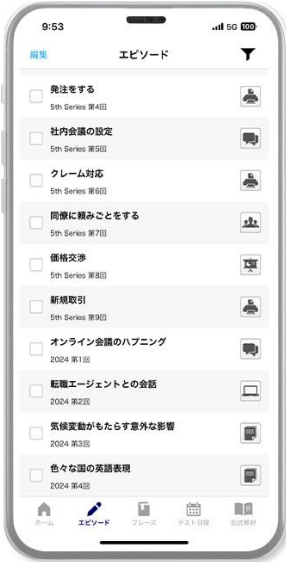 9:53
5G 100
編集
エピソード
発注をする
5th Series 第4回
社内会議の設定
5th Series 第5回
クレーム対応
5th Series 第6回
同僚に頼みごとをする
5th Series 第7回
価格交渉
5th Series 第8回
新規取引
5th Series 第9回
オンライン会議のハプニング
2024 第1回
転職エージェントとの会話
2024 第2回
気候変動がもたらす意外な影響
2024 第3回
色々な国の英語表現
2024 第4回
ホーム
エピソード
フレーズ
テスト日程
公式教材